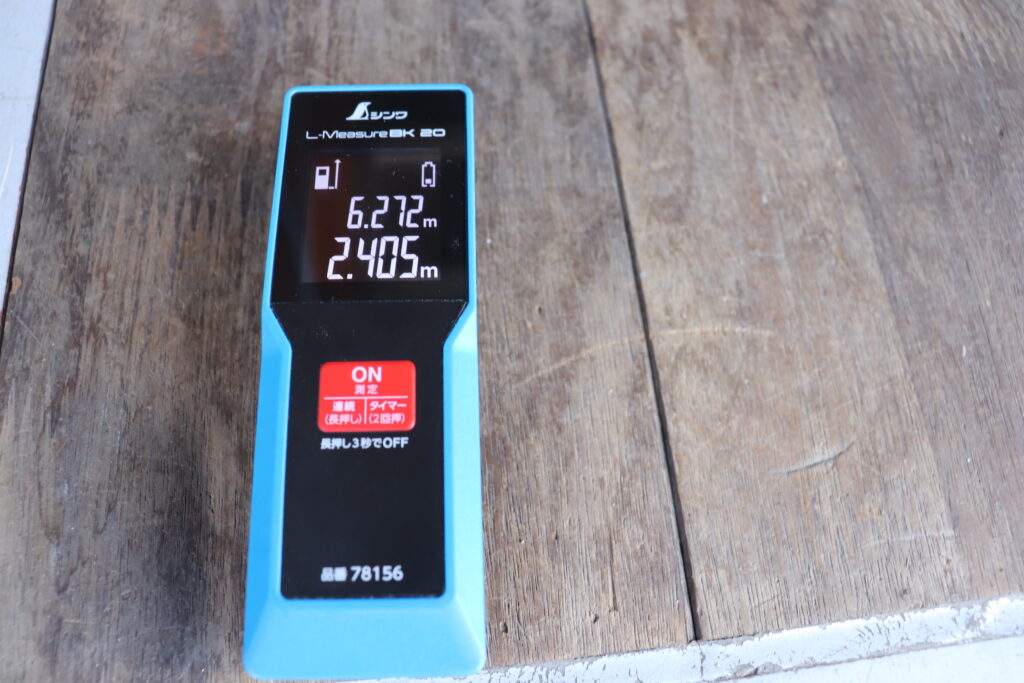 シンワ
L-Measure BK 20
6.272m
2.405m
ON
測定
連続 タイマー
(長押し) (2回押)
長押し3秒でOFF
品番 78156